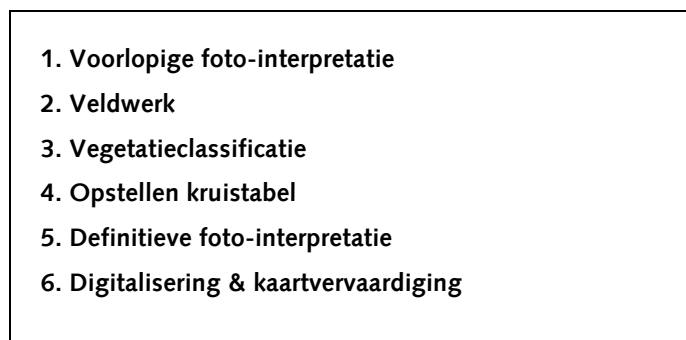 1. Voorlopige foto-interpretatie
2. Veldwerk
3. Vegetatieclassificatie
4. Opstellen kruistabel
5. Definitieve foto-interpretatie
6. Digitalisering & kaartvervaardiging